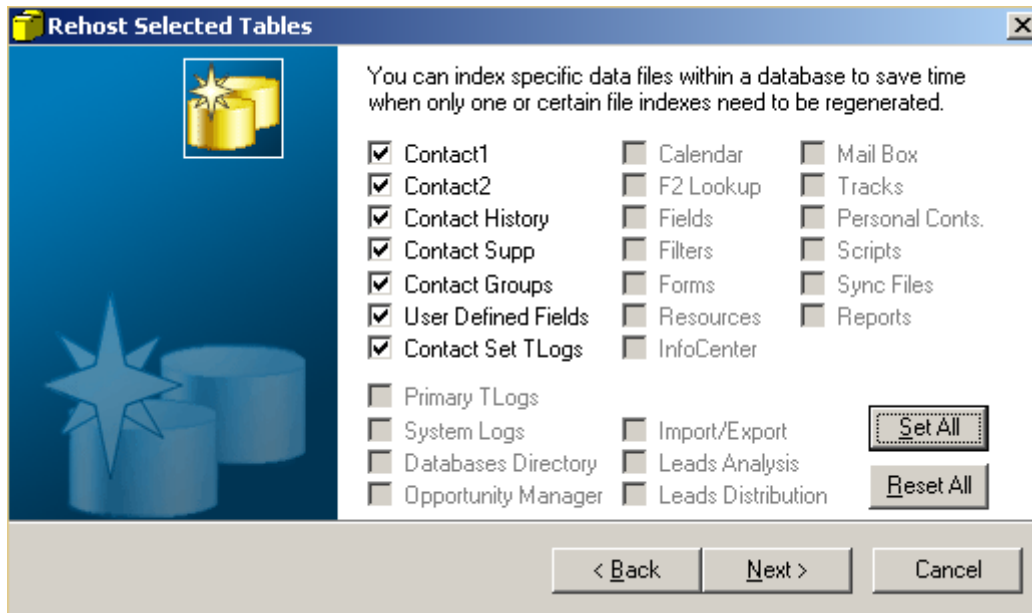 Rehost Selected Tables
You can index specific data files within a database to save time
when only one or certain file indexes need to be regenerated.
Contact1
Calendar
Mail Box
Contact2
F2 Lookup
Tracks
Contact History
Fields
Personal Conts.
Contact Supp
Filters
Scripts
Contact Groups
Forms
Sync Files
User Defined Fields
Resources
Reports
Contact Set TLogs
InfoCenter
Primary TLogs
System Logs
Import/Export
Set All
Databases Directory
Leads Analysis
Opportunity Manager
Leads Distribution
Reset All
< Back
Next >
Cancel